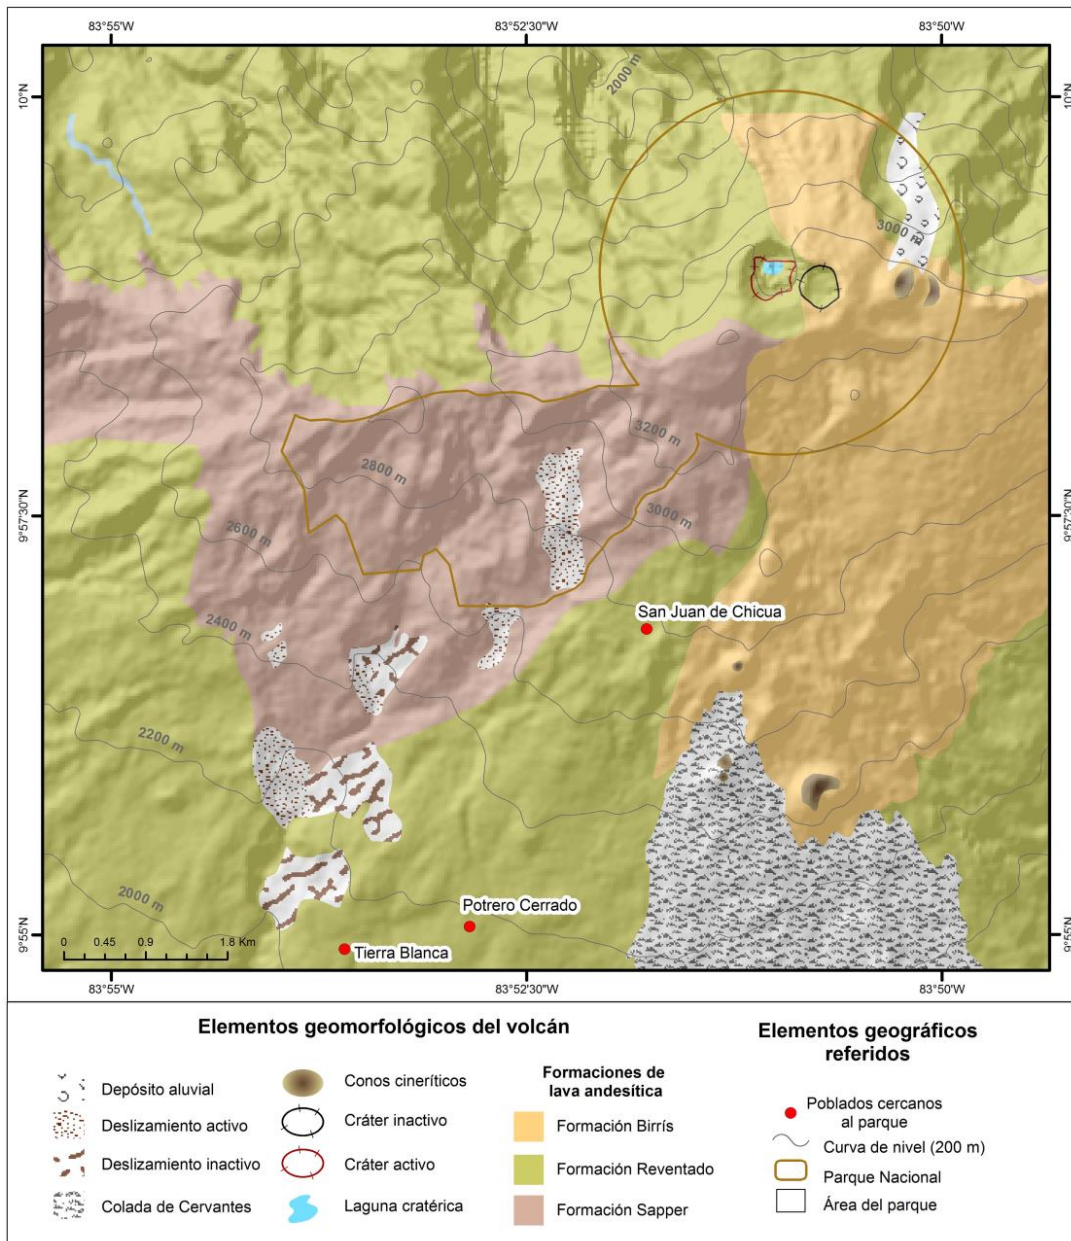 83°55'W
83°52'30"W
83°50'W
10°N
10°N
2000 m
3000 m
3200 m
2800 m
3000 m
2600 m
9°57'30"N
9°57'30"N
San Juan de Chicua
2400 m
2200 m
2000 m
Potrero Cerrado
Tierra Blanca
9°55'N
9°55'N
0 0.45 0.9 1.8 Km
83°55'W
83°52'30"W
83°50'W
Elementos geomorfológicos del volcán
Depósito aluvial
Deslizamiento activo
Deslizamiento inactivo
Colada de Cervantes
Conos cineríticos
Cráter inactivo
Cráter activo
Laguna cratérica
Formaciones de
lava andesítica
Formación Birrís
Formación Reventado
Formación Sapper
Elementos geográficos
referidos
Poblados cercanos
al parque
Curva de nivel (200 m)
Parque Nacional
Área del parque